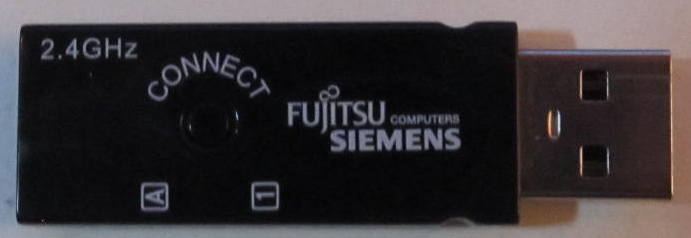 2.4GHz
CONNECT
FUJITSU COMPUTERS
SIEMENS
A 1